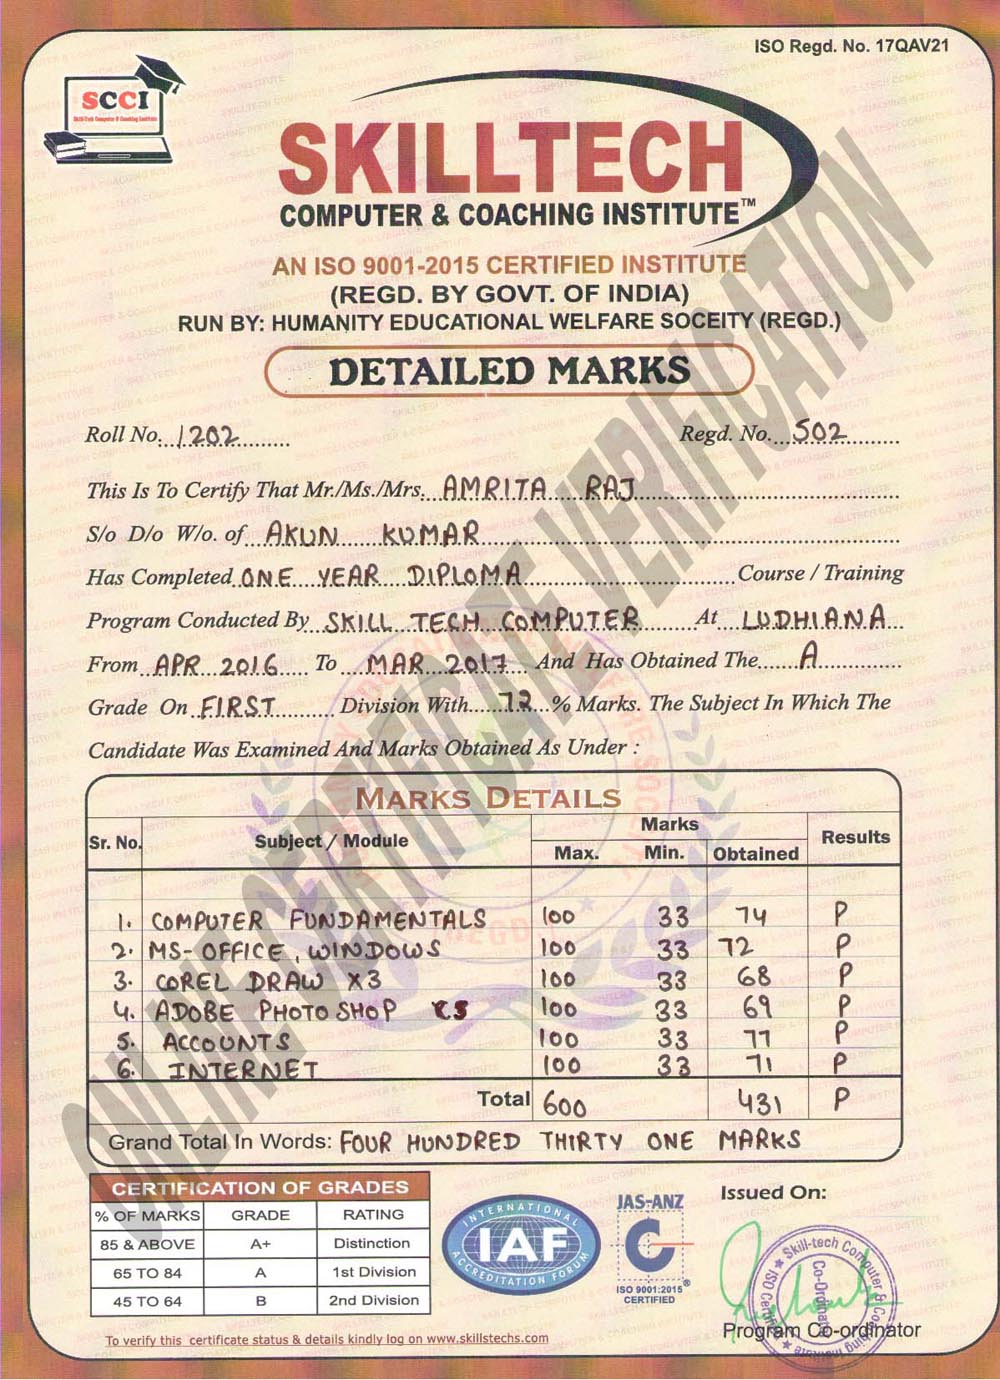 ISO Regd. No. 17QAV21
SCCI
Skill-Tech Computer & Coaching Institute
SKILLTECH
COMPUTER & COACHING INSTITUTE™
AN ISO 9001-2015 CERTIFIED INSTITUTE
(REGD. BY GOVT. OF INDIA)
RUN BY: HUMANITY EDUCATIONAL WELFARE SOCEITY (REGD.)
DETAILED MARKS
Roll No. 1202 Regd. No. 502
This Is To Certify That Mr./Ms./Mrs. AMRITA RAJ
S/o D/o W/o. of AKUN KUMAR
Has Completed ONE YEAR DIPLOMA Course / Training
Program Conducted By SKILL TECH COMPUTER At LUDHIANA
From APR 2016 To MAR 2017 And Has Obtained The A
Grade On FIRST Division With 72 % Marks. The Subject In Which The
Candidate Was Examined And Marks Obtained As Under :
MARKS DETAILS
Sr. No. Subject / Module Marks Results
Max. Min. Obtained
1. COMPUTER FUNDAMENTALS 100 33 74 P
2. MS-OFFICE, WINDOWS 100 33 72 P
3. COREL DRAW X3 100 33 68 P
4. ADOBE PHOTO SHOP CS 100 33 69 P
5. ACCOUNTS 100 33 77 P
6. INTERNET 100 33 71 P
Total 600 431 P
Grand Total In Words: FOUR HUNDRED THIRTY ONE MARKS
ONLINE CERTIFICATE VERIFICATION
CERTIFICATION OF GRADES
% OF MARKS GRADE RATING
85 & ABOVE A+ Distinction
65 TO 84 A 1st Division
45 TO 64 B 2nd Division
INTERNATIONAL
IAF
ACCREDITATION FORUM
JAS-ANZ
C
ISO 9001:2015
CERTIFIED
®
Issued On:
Skill-tech Computer & Coaching Institute
Co-Ordinator
Program Co-ordinator
To verify this certificate status & details kindly log on www.skillstechs.com